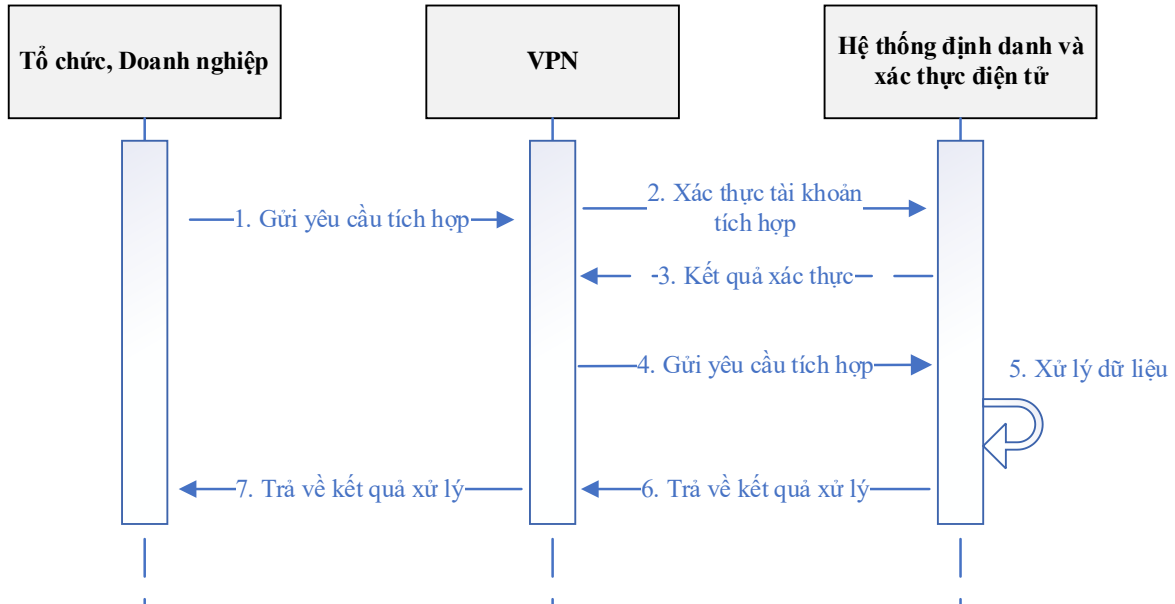 Tổ chức, Doanh nghiệp
VPN
Hệ thống định danh và
xác thực điện tử
1. Gửi yêu cầu tích hợp
2. Xác thực tài khoản
tích hợp
3. Kết quả xác thực
4. Gửi yêu cầu tích hợp
5. Xử lý dữ liệu
6. Trả về kết quả xử lý
7. Trả về kết quả xử lý